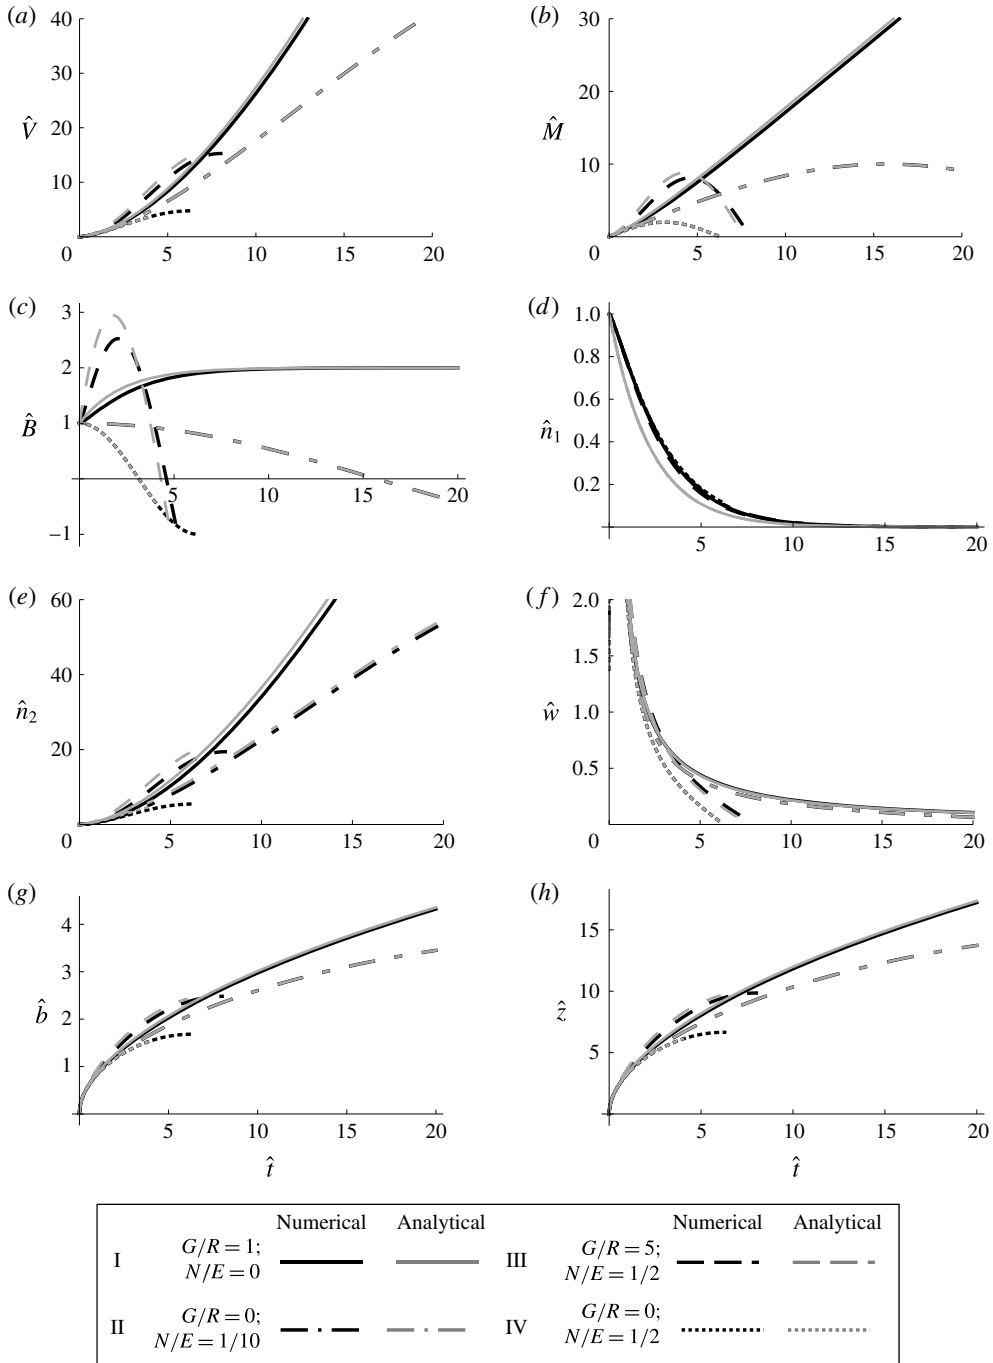 (a)
40
30
20
10
0
5
10
15
20
V̂
(b)
30
20
10
0
5
10
15
20
M̂
(c)
3
2
1
−1
5
10
15
20
B̂
(d)
1.0
0.8
0.6
0.4
0.2
5
10
15
20
n̂1
(e)
60
40
20
0
5
10
15
20
n̂2
(f)
2.0
1.5
1.0
0.5
0
5
10
15
20
ŵ
(g)
4
3
2
1
5
10
15
20
b̂
t̂
(h)
15
10
5
5
10
15
20
ẑ
t̂
Numerical Analytical Numerical Analytical
I G/R = 1; N/E = 0
III G/R = 5; N/E = 1/2
II G/R = 0; N/E = 1/10
IV G/R = 0; N/E = 1/2